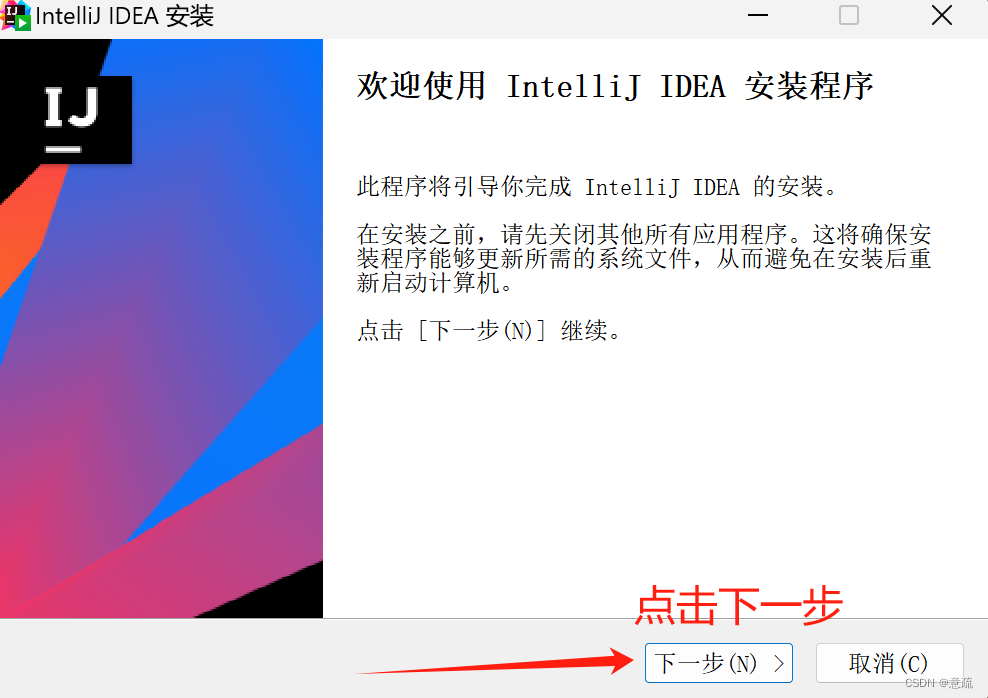 IntelliJ IDEA 安装
IJ
欢迎使用 IntelliJ IDEA 安装程序
此程序将引导你完成 IntelliJ IDEA 的安装。
在安装之前，请先关闭其他所有应用程序。这将确保安
装程序能够更新所需的系统文件，从而避免在安装后重
新启动计算机。
点击 [下一步(N)] 继续。
点击下一步
下一步(N) >
取消(C)
CSDN @意疏